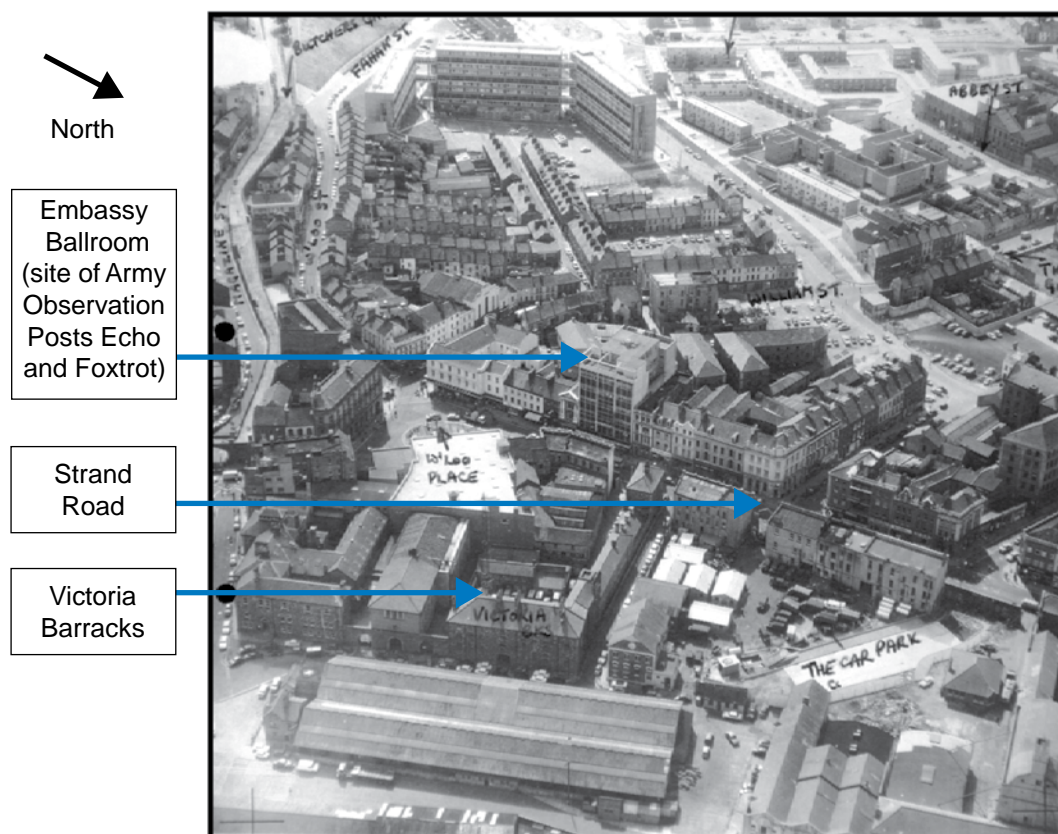 North
Embassy
Ballroom
(site of Army
Observation
Posts Echo
and Foxtrot)
Strand
Road
Victoria
Barracks
BUTCHERS
FAHAN ST.
ABBEY ST
WILLIAM ST.
W'LOO
PLACE
VICTORIA
THE CAR PARK